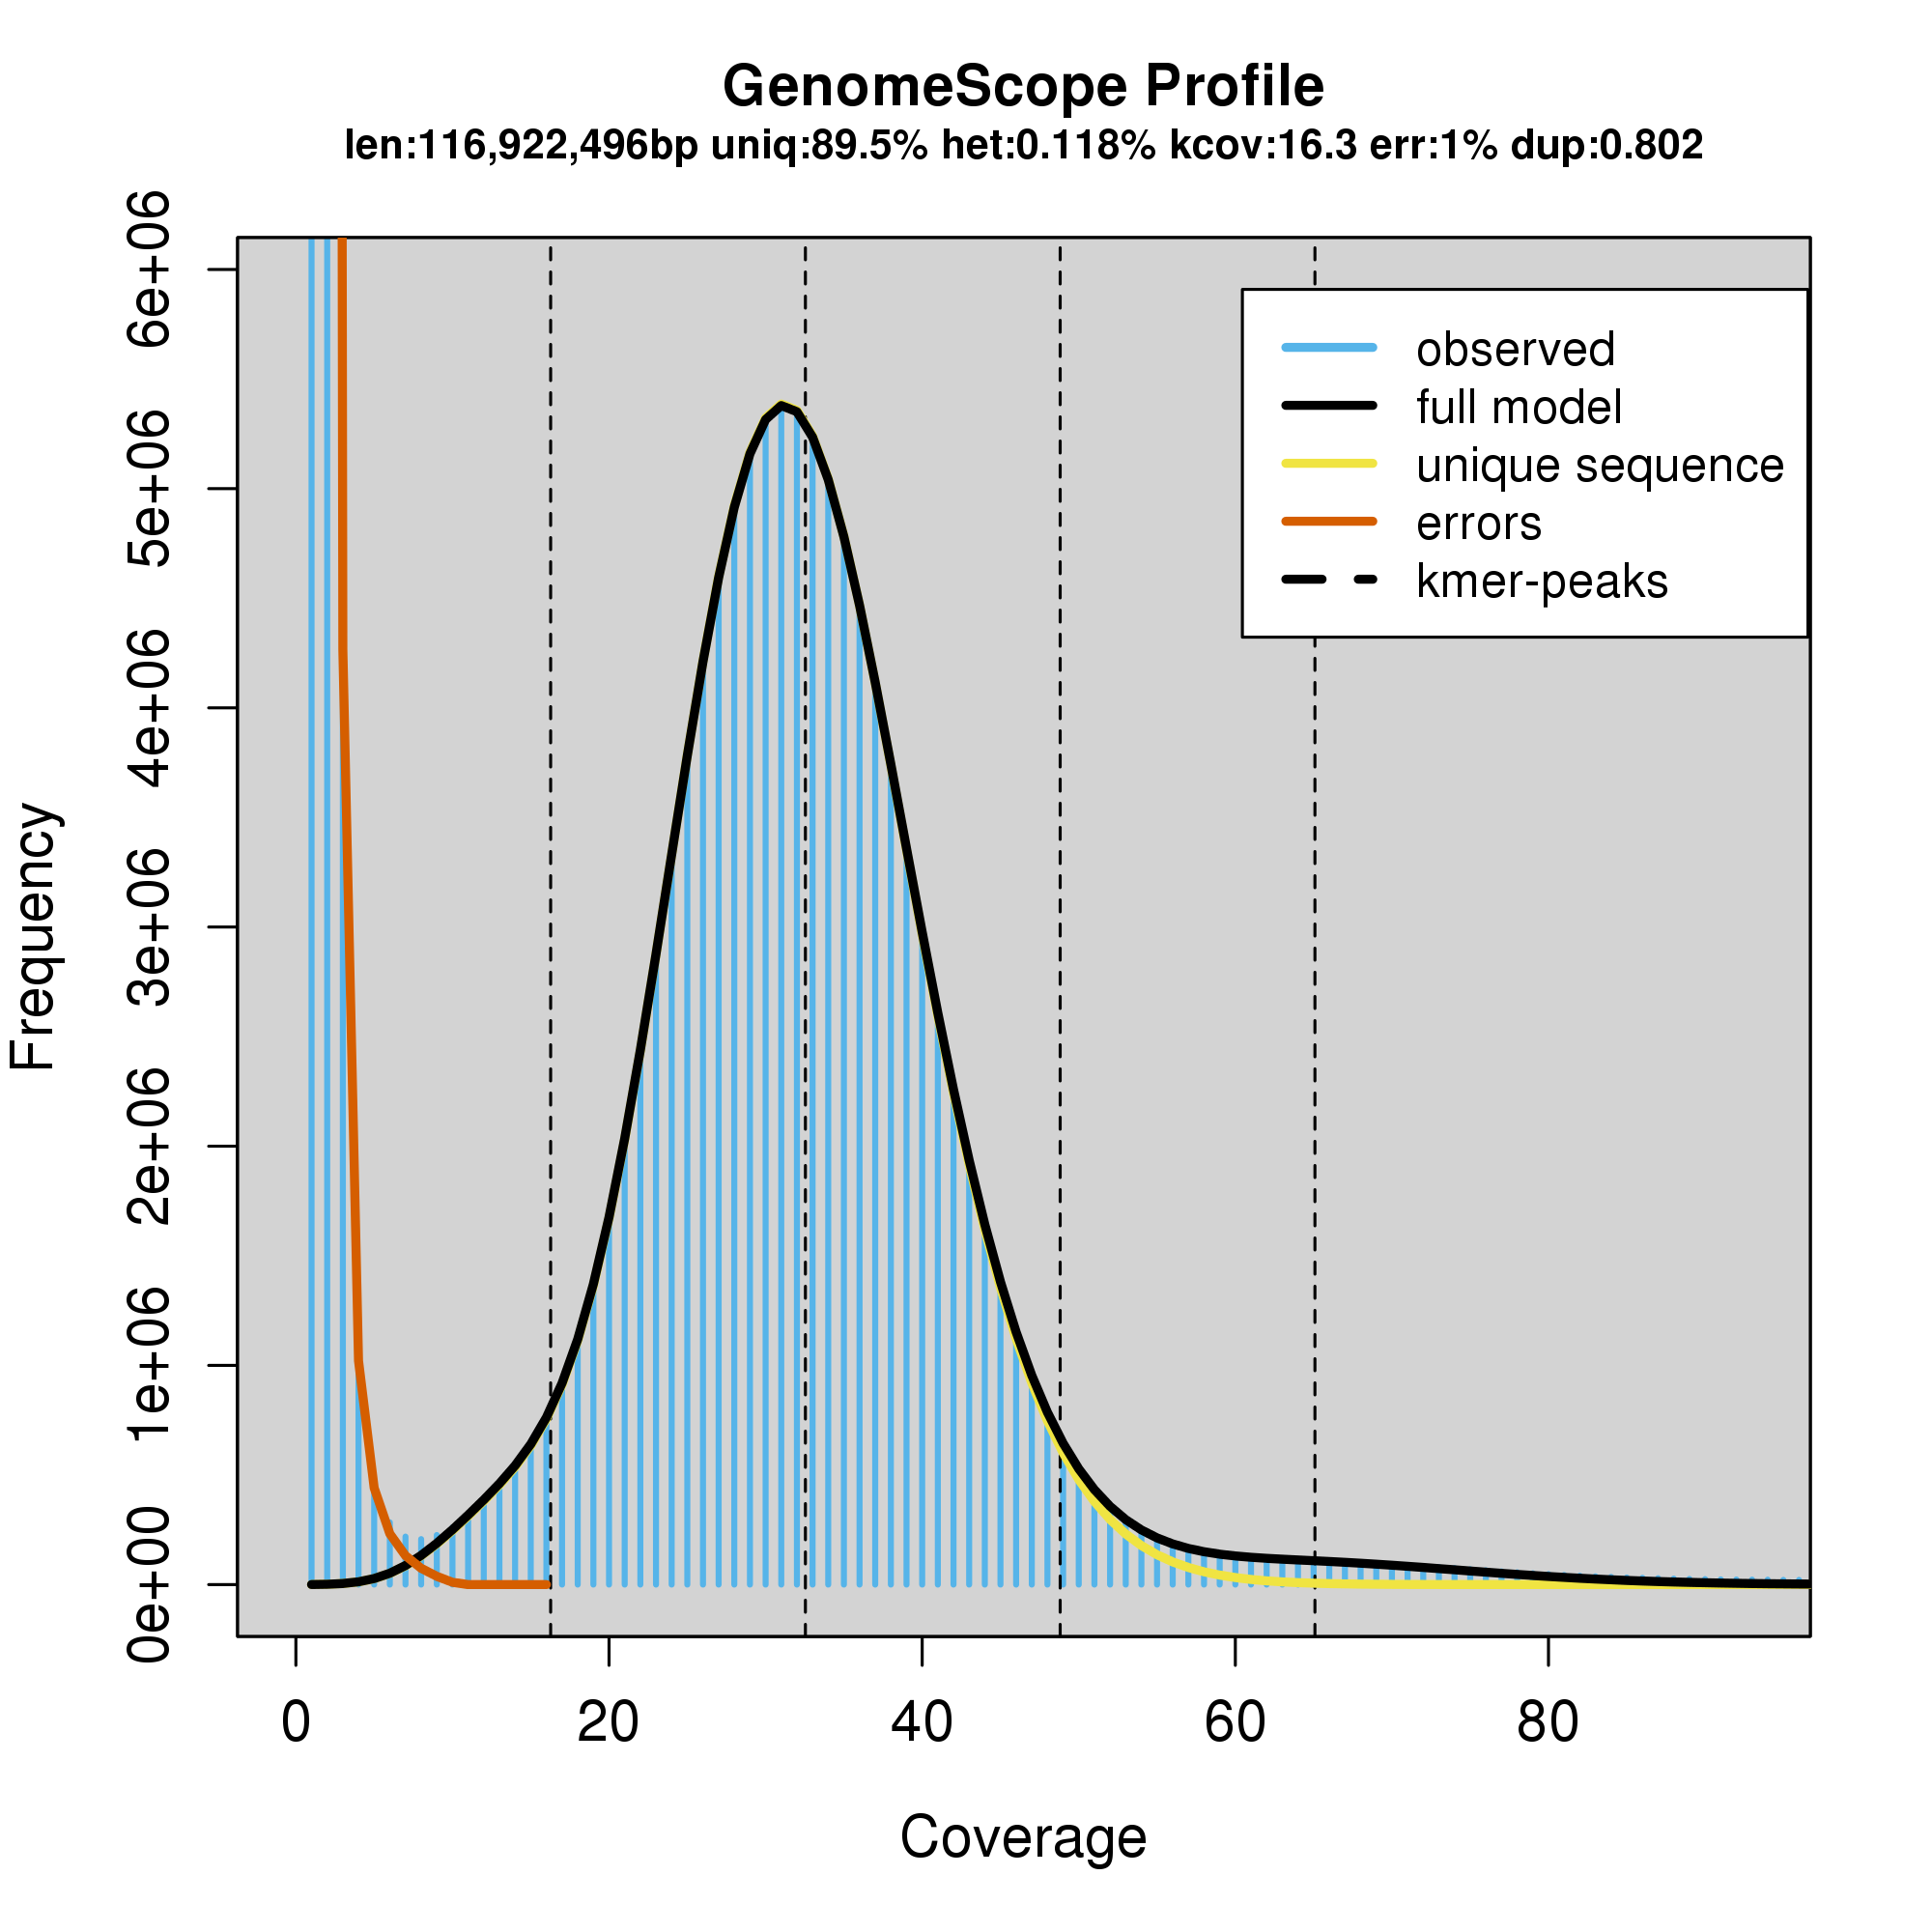 GenomeScope Profile
len:116,922,496bp uniq:89.5% het:0.118% kcov:16.3 err:1% dup:0.802
6e+06
5e+06
4e+06
3e+06
2e+06
1e+06
0e+00
Frequency
observed
full model
unique sequence
errors
kmer-peaks
0 20 40 60 80
Coverage